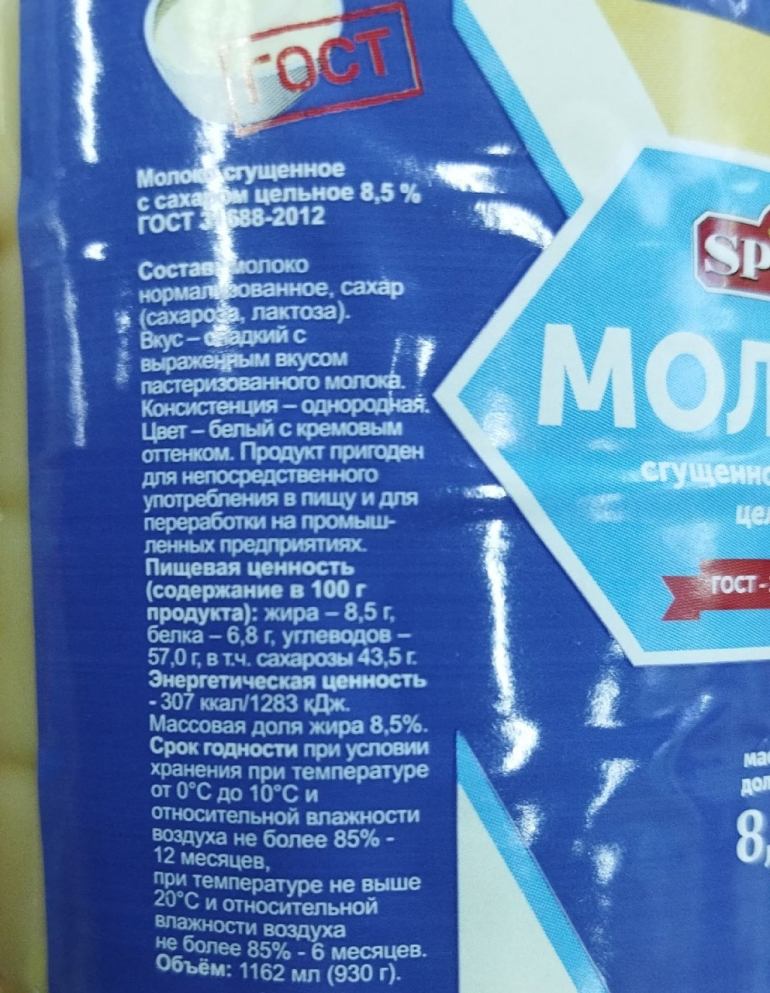 ГОСТ
Молоко сгущенное
с сахаром цельное 8,5 %
ГОСТ 31688-2012
Состав: молоко
нормализованное, сахар
(сахароза, лактоза).
Вкус – сладкий с
выраженным вкусом
пастеризованного молока.
Консистенция – однородная.
Цвет – белый с кремовым
оттенком. Продукт пригоден
для непосредственного
употребления в пищу и для
переработки на промыш-
ленных предприятиях.
Пищевая ценность
(содержание в 100 г
продукта): жира – 8,5 г,
белка – 6,8 г, углеводов –
57,0 г, в т.ч. сахарозы 43,5 г.
Энергетическая ценность
- 307 ккал/1283 кДж.
Массовая доля жира 8,5%.
Срок годности при условии
хранения при температуре
от 0°С до 10°С и
относительной влажности
воздуха не более 85% -
12 месяцев,
при температуре не выше
20°С и относительной
влажности воздуха
не более 85% - 6 месяцев.
Объём: 1162 мл (930 г).
SP
МОЛ
сгущенно
цел
ГОСТ -
мас
дол
8,